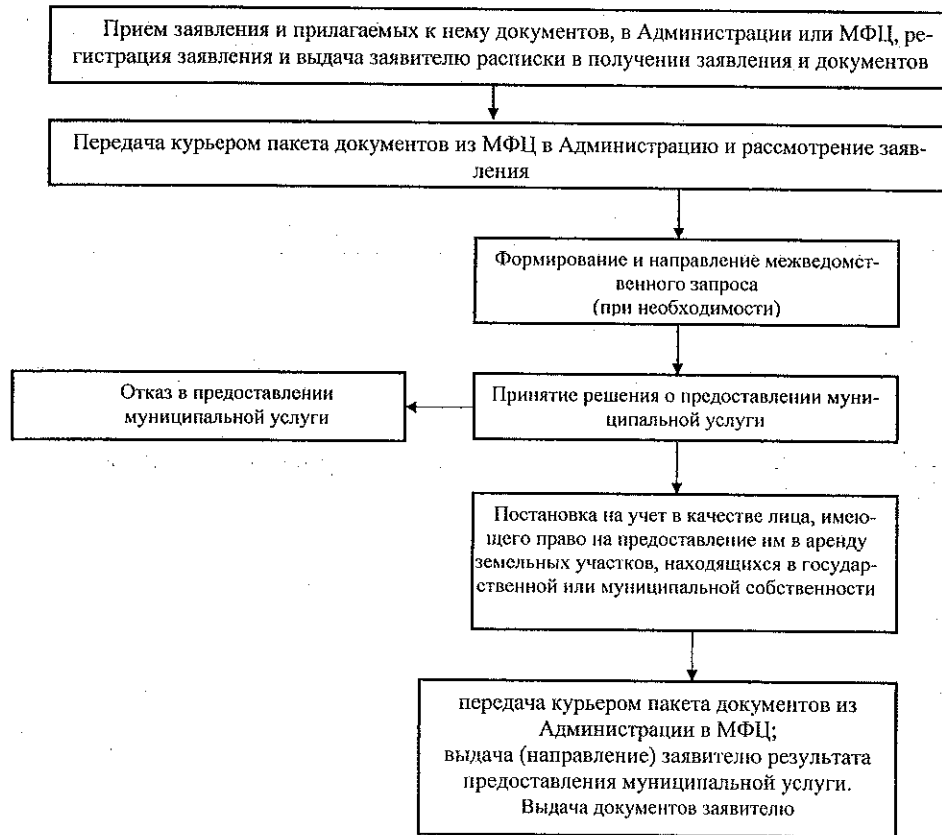 Прием заявления и прилагаемых к нему документов, в Администрации или МФЦ, ре-
гистрация заявления и выдача заявителю расписки в получении заявления и документов
Передача курьером пакета документов из МФЦ в Администрацию и рассмотрение заяв-
ления
Формирование и направление межведомст-
венного запроса
(при необходимости)
Отказ в предоставлении
муниципальной услуги
Принятие решения о предоставлении муни-
ципальной услуги
Постановка на учет в качестве лица, имею-
щего право на предоставление им в аренду
земельных участков, находящихся в государ-
ственной или муниципальной собственности
передача курьером пакета документов из
Администрации в МФЦ;
выдача (направление) заявителю результата
предоставления муниципальной услуги.
Выдача документов заявителю